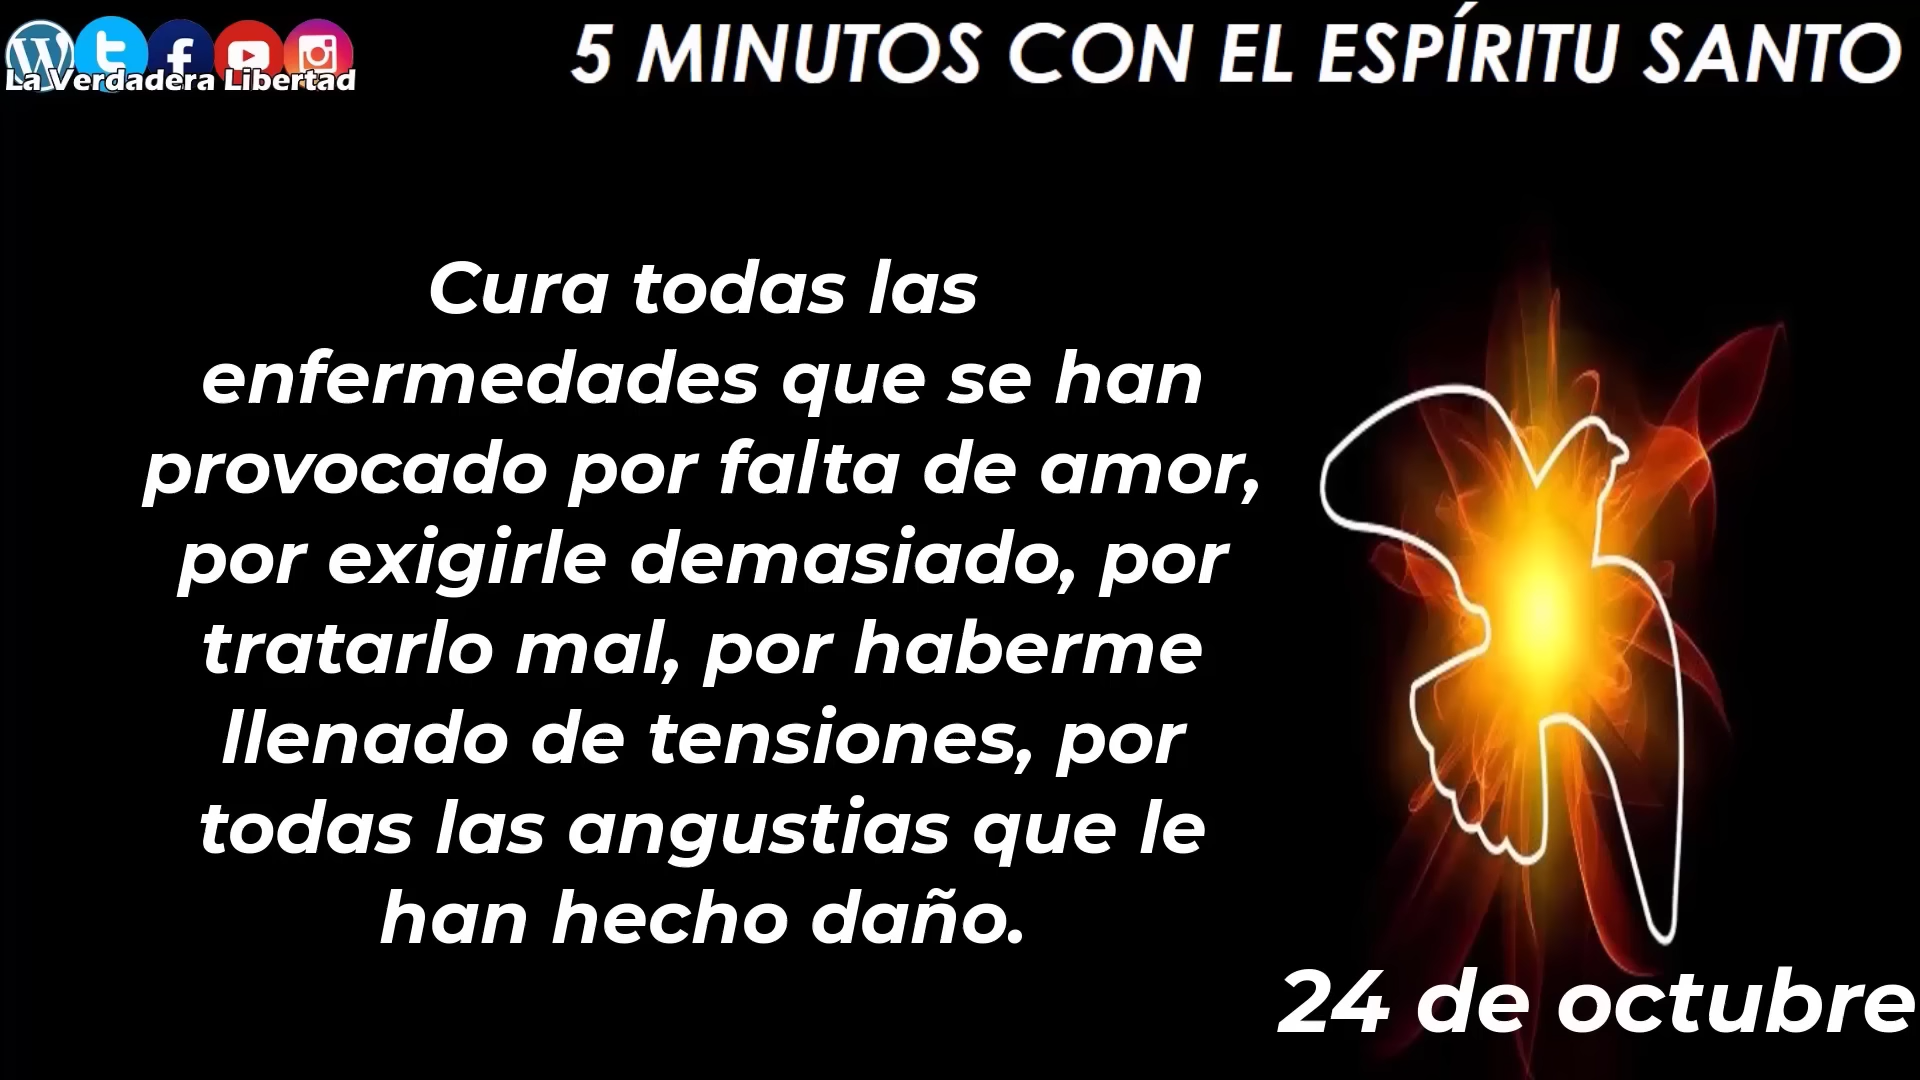 La Verdadera Libertad
5 MINUTOS CON EL ESPÍRITU SANTO
Cura todas las
enfermedades que se han
provocado por falta de amor,
por exigirle demasiado, por
tratarlo mal, por haberme
llenado de tensiones, por
todas las angustias que le
han hecho daño.
24 de octubre